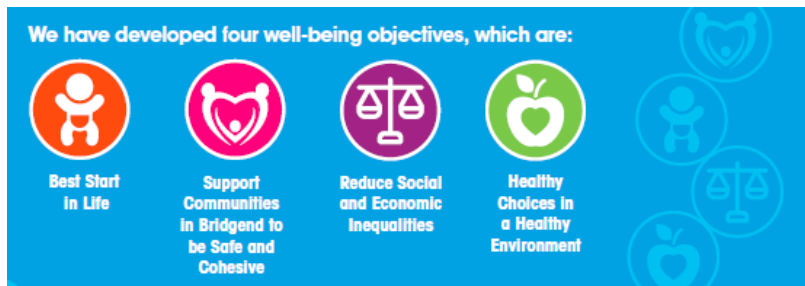 We have developed four well-being objectives, which are:
Best Start
in Life
Support
Communities
in Bridgend to
be Safe and
Cohesive
Reduce Social
and Economic
Inequalities
Healthy
Choices in
a Healthy
Environment